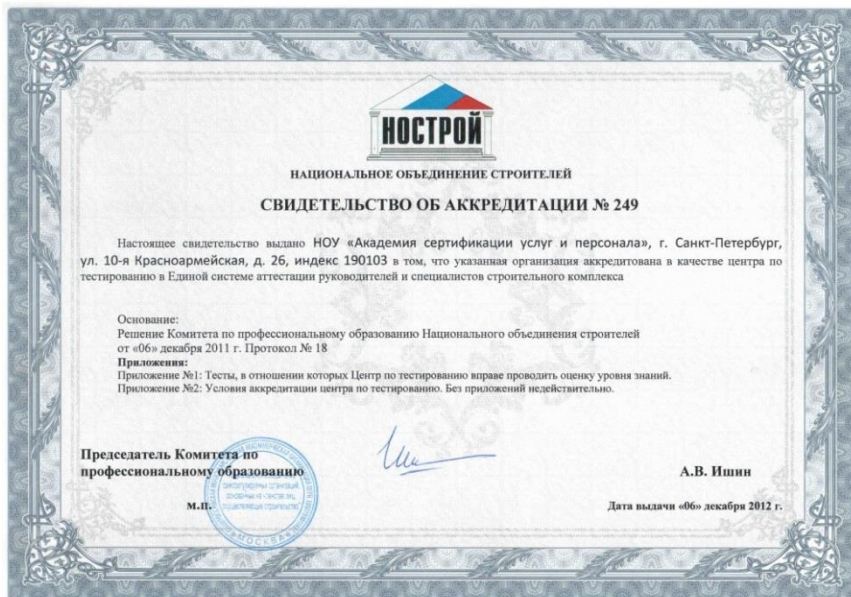 НОСТРОЙ
НАЦИОНАЛЬНОЕ ОБЪЕДИНЕНИЕ СТРОИТЕЛЕЙ
СВИДЕТЕЛЬСТВО ОБ АККРЕДИТАЦИИ № 249
Настоящее свидетельство выдано НОУ «Академия сертификации услуг и персонала», г. Санкт-Петербург,
ул. 10-я Красноармейская, д. 26, индекс 190103 в том, что указанная организация аккредитована в качестве центра по
тестированию в Единой системе аттестации руководителей и специалистов строительного комплекса
Основание:
Решение Комитета по профессиональному образованию Национального объединения строителей
от «06» декабря 2011 г. Протокол № 18
Приложения:
Приложение №1: Тесты, в отношении которых Центр по тестированию вправе проводить оценку уровня знаний.
Приложение №2: Условия аккредитации центра по тестированию. Без приложений недействительно.
Председатель Комитета по
профессиональному образованию
А.В. Ишин
м.п.
МОСКВА
Дата выдачи «06» декабря 2012 г.